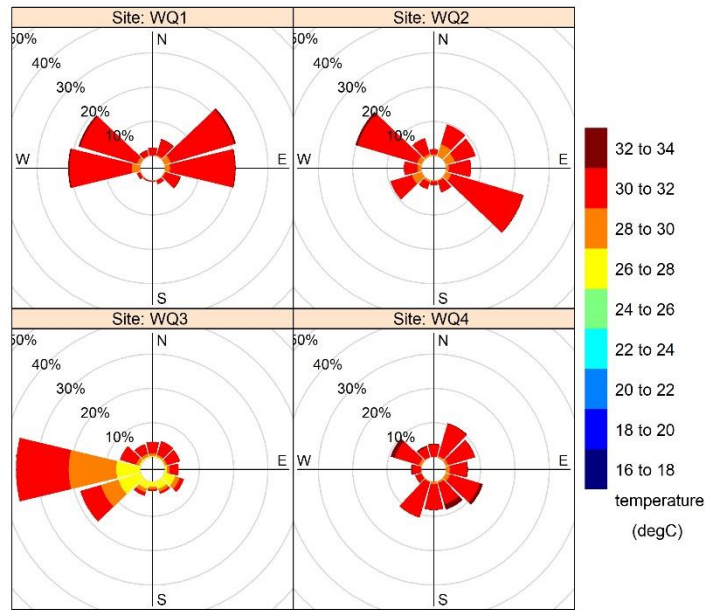 Site: WQ1
50%
40%
30%
20%
10%
N
W
E
S
Site: WQ2
50%
40%
30%
20%
10%
N
W
E
S
Site: WQ3
50%
40%
30%
20%
10%
N
W
E
S
Site: WQ4
50%
40%
30%
20%
10%
N
W
E
S
32 to 34
30 to 32
28 to 30
26 to 28
24 to 26
22 to 24
20 to 22
18 to 20
16 to 18
temperature
(degC)